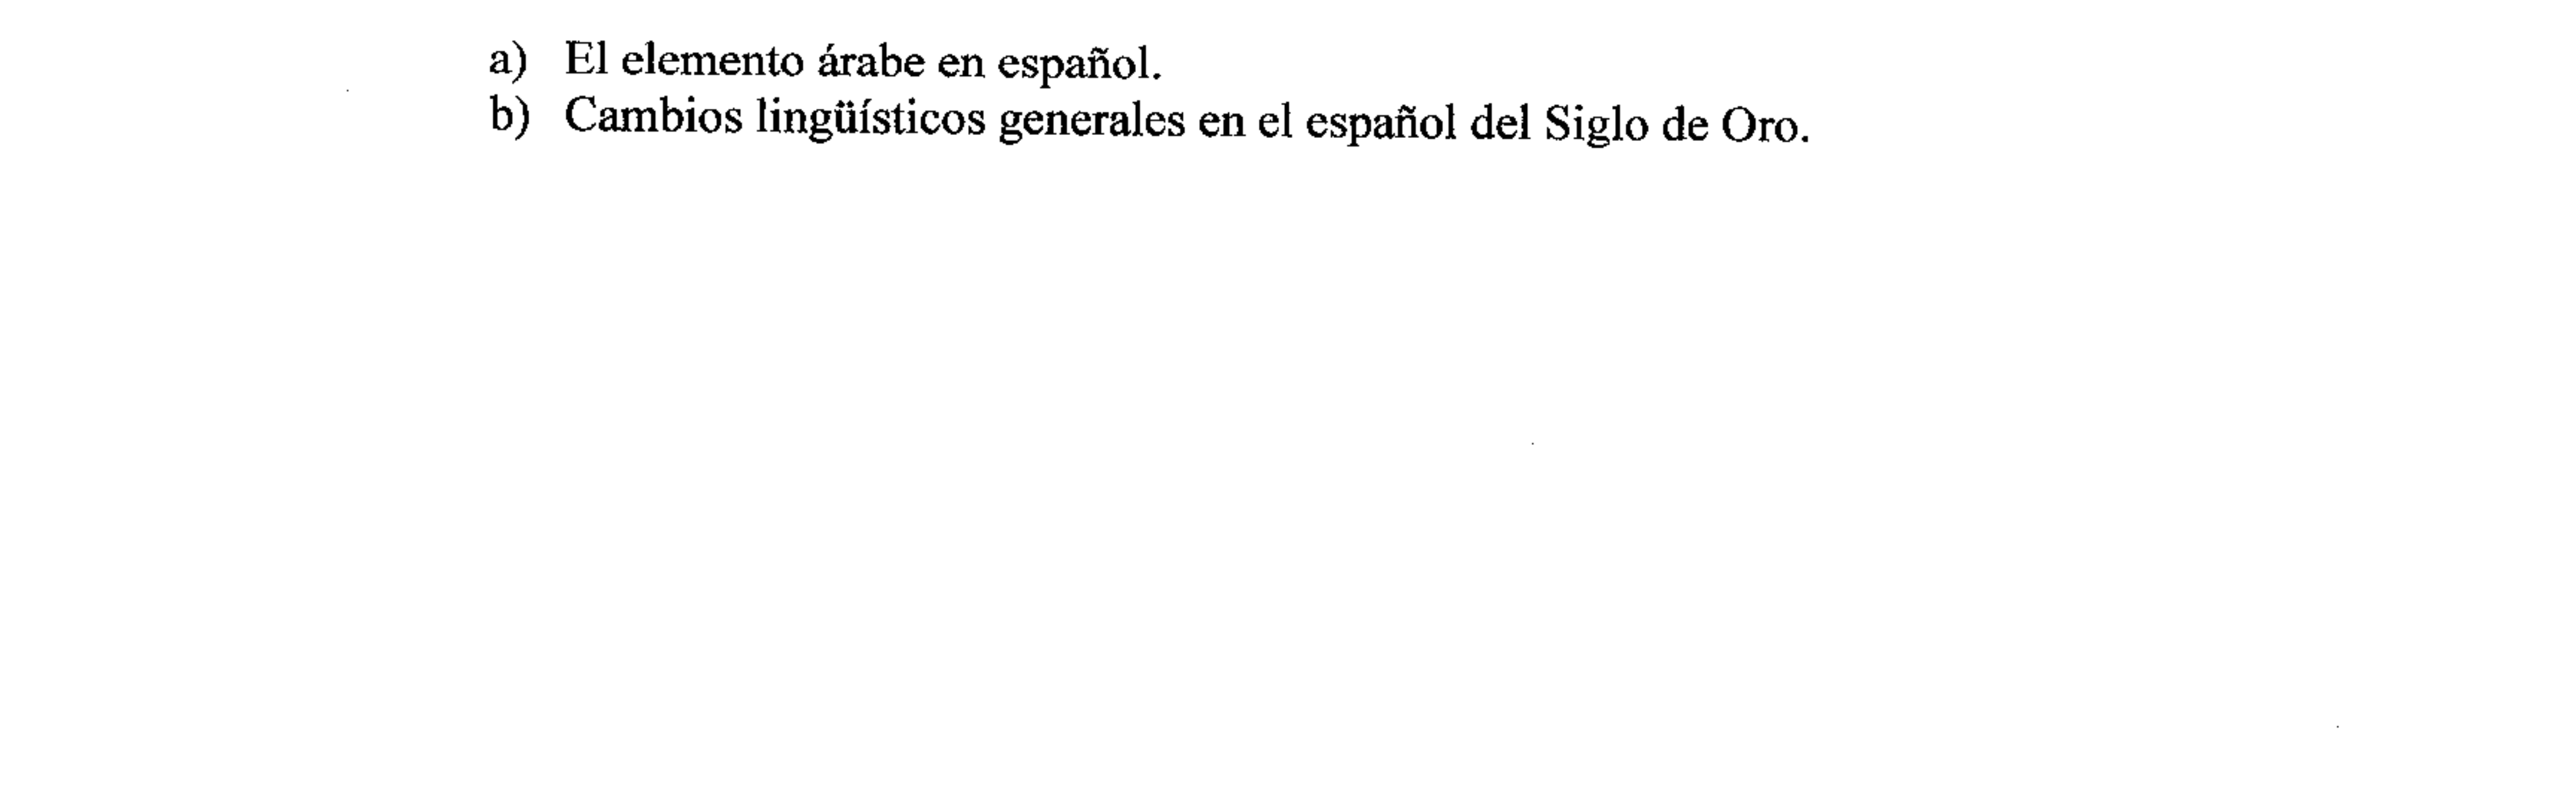 a) El elemento árabe en español.
b) Cambios lingüísticos generales en el español del Siglo de Oro.